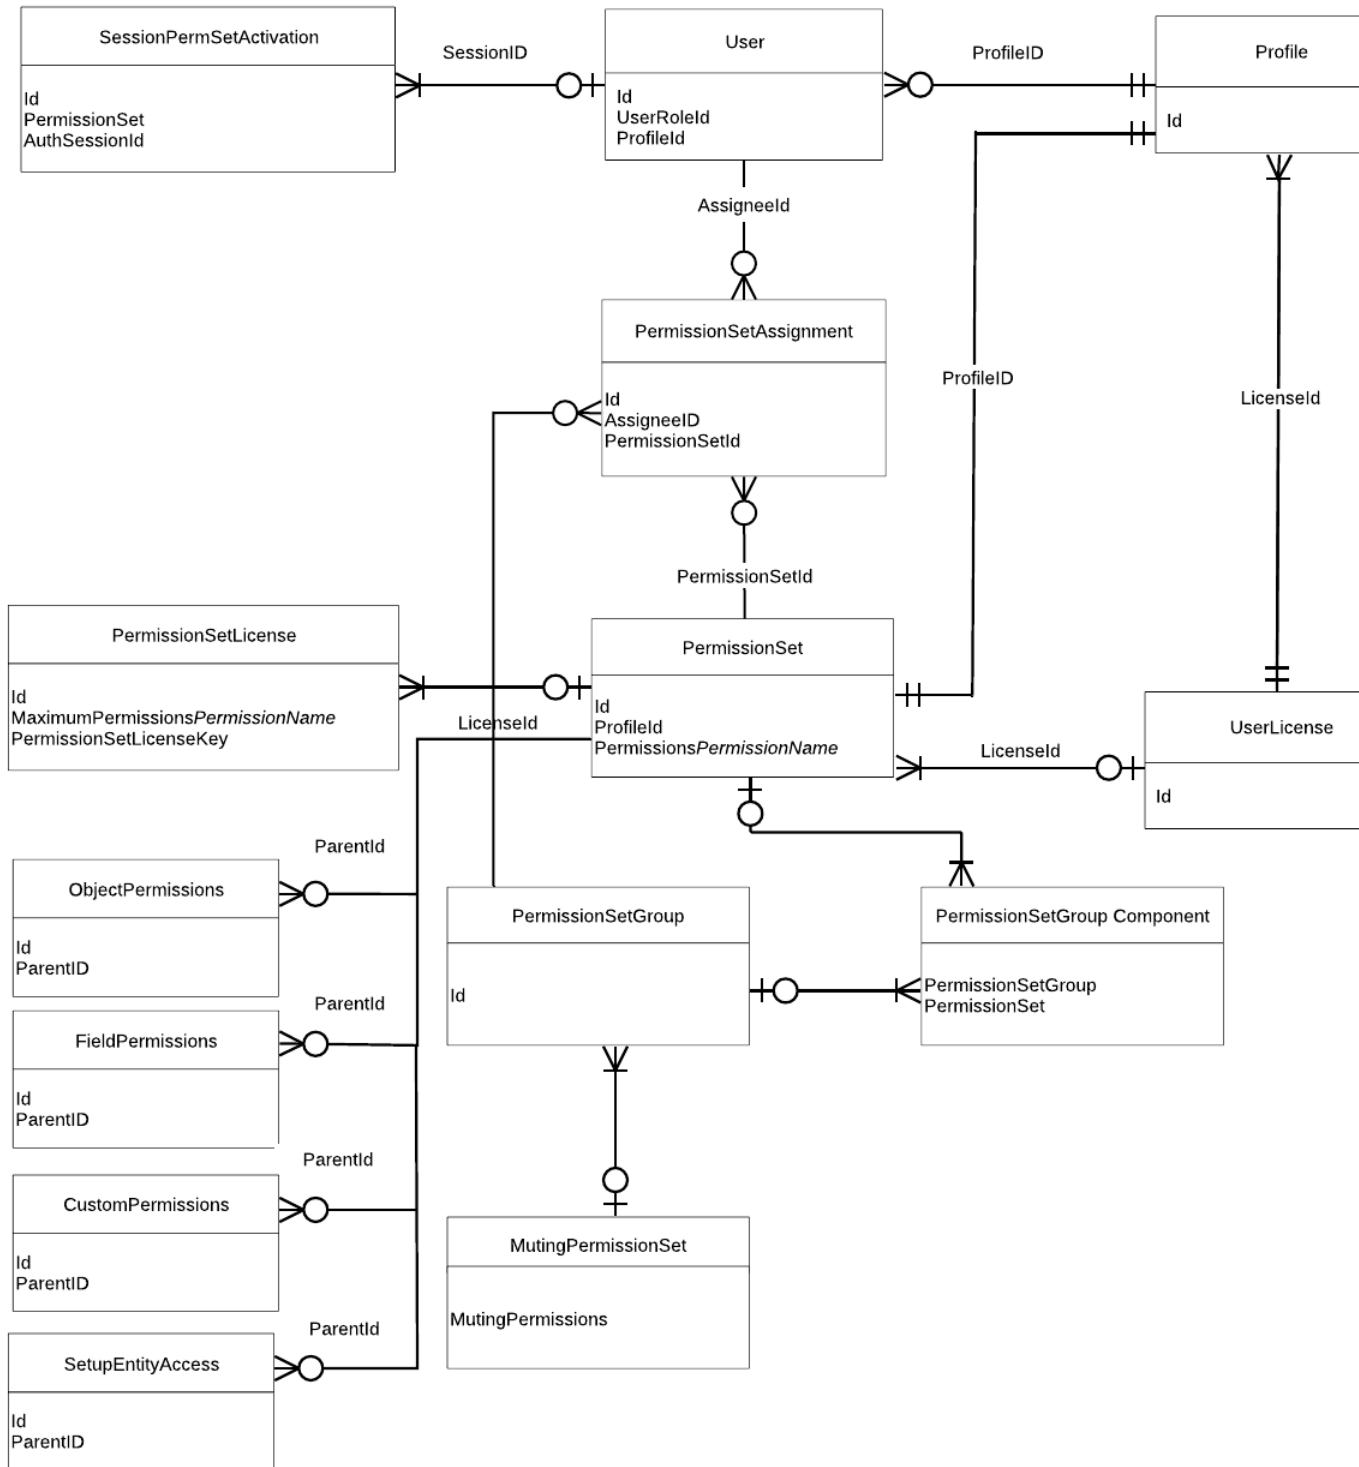 SessionPermSetActivation
Id
PermissionSet
AuthSessionId
SessionID
User
Id
UserRoleId
ProfileId
ProfileID
Profile
Id
AssigneeId
PermissionSetAssignment
Id
AssigneeID
PermissionSetId
ProfileID
LicenseId
PermissionSetId
PermissionSetLicense
Id
MaximumPermissionsPermissionName
PermissionSetLicenseKey
LicenseId
PermissionSet
Id
ProfileId
PermissionsPermissionName
LicenseId
UserLicense
Id
ParentId
ObjectPermissions
Id
ParentID
PermissionSetGroup
Id
PermissionSetGroup Component
PermissionSetGroup
PermissionSet
ParentId
FieldPermissions
Id
ParentID
ParentId
CustomPermissions
Id
ParentID
MutingPermissionSet
MutingPermissions
ParentId
SetupEntityAccess
Id
ParentID